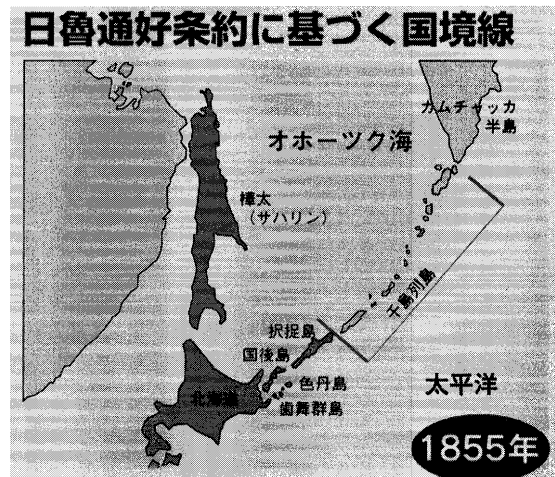 日魯通好条約に基づく国境線
カムチャッカ
半島
オホーツク海
樺太
(サハリン)
千島列島
択捉島
国後島
色丹島
太平洋
北海道
歯舞群島
1855年